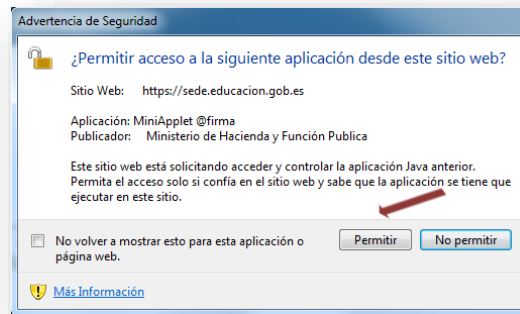 Advertencia de Seguridad
¿Permitir acceso a la siguiente aplicación desde este sitio web?
Sitio Web: https://sede.educacion.gob.es
Aplicación: MiniApplet @firma
Publicador: Ministerio de Hacienda y Función Publica
Este sitio web está solicitando acceder y controlar la aplicación Java anterior.
Permita el acceso solo si confía en el sitio web y sabe que la aplicación se tiene que
ejecutar en este sitio.
No volver a mostrar esto para esta aplicación o
página web.
Permitir
No permitir
Más Información